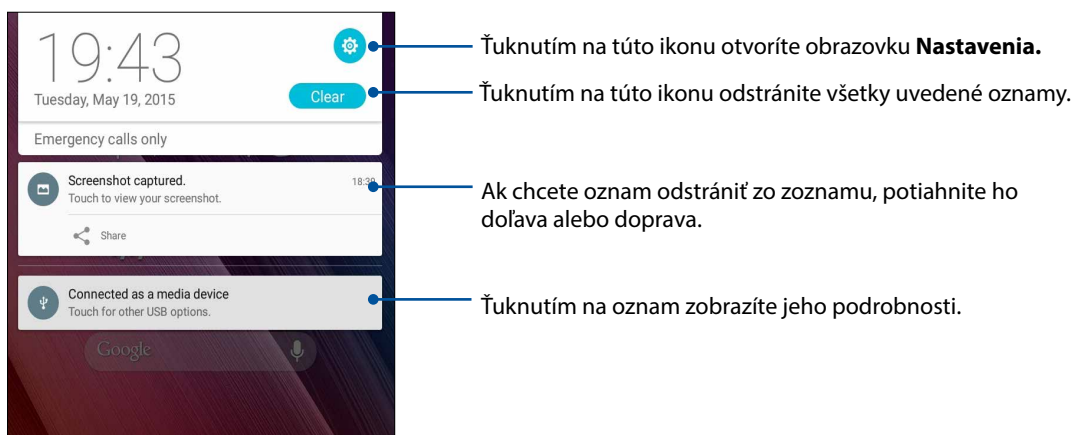 19:43
Ťuknutím na túto ikonu otvoríte obrazovku Nastavenia.
Tuesday, May 19, 2015
Clear
Ťuknutím na túto ikonu odstránite všetky uvedené oznamy.
Emergency calls only
Screenshot captured.
18:39
Touch to view your screenshot.
Share
Ak chcete oznam odstrániť zo zoznamu, potiahnite ho
doľava alebo doprava.
Connected as a media device
Touch for other USB options.
Ťuknutím na oznam zobrazíte jeho podrobnosti.
Google